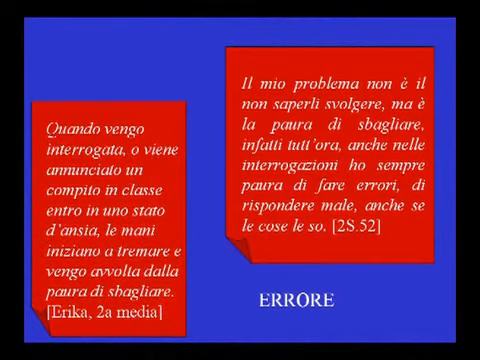 Quando vengo
interrogata, o viene
annunciato un
compito in classe
entro in uno stato
d'ansia, le mani
iniziano a tremare e
vengo avvolta dalla
paura di sbagliare.
[Erika, 2a media]
Il mio problema non è il
non saperli svolgere, ma è
la paura di sbagliare,
infatti tutt'ora, anche nelle
interrogazioni ho sempre
paura di fare errori, di
rispondere male, anche se
le cose le so. [2S.52]
ERRORE